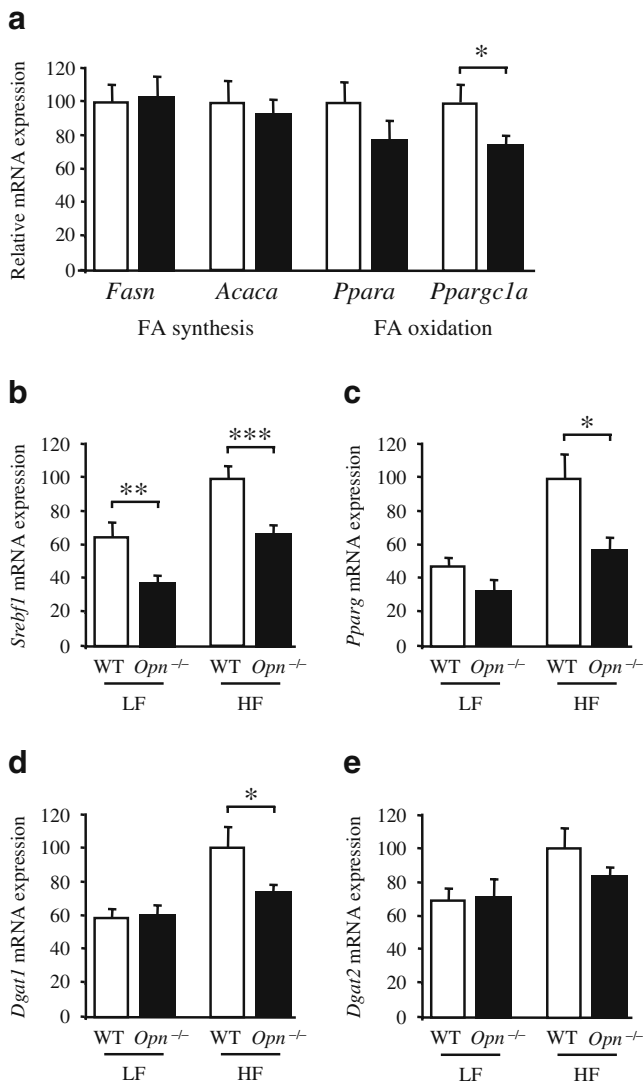 a
Relative mRNA expression
120
100
80
60
40
20
0
*
Fasn Acaca Ppara Ppargc1a
FA synthesis FA oxidation
b
Srebf1 mRNA expression
120
100
80
60
40
20
0
** ***
WT Opn−/− WT Opn−/−
LF HF
c
Pparg mRNA expression
120
100
80
60
40
20
0
*
WT Opn−/− WT Opn−/−
LF HF
d
Dgat1 mRNA expression
120
100
80
60
40
20
0
*
WT Opn−/− WT Opn−/−
LF HF
e
Dgat2 mRNA expression
120
100
80
60
40
20
0
WT Opn−/− WT Opn−/−
LF HF